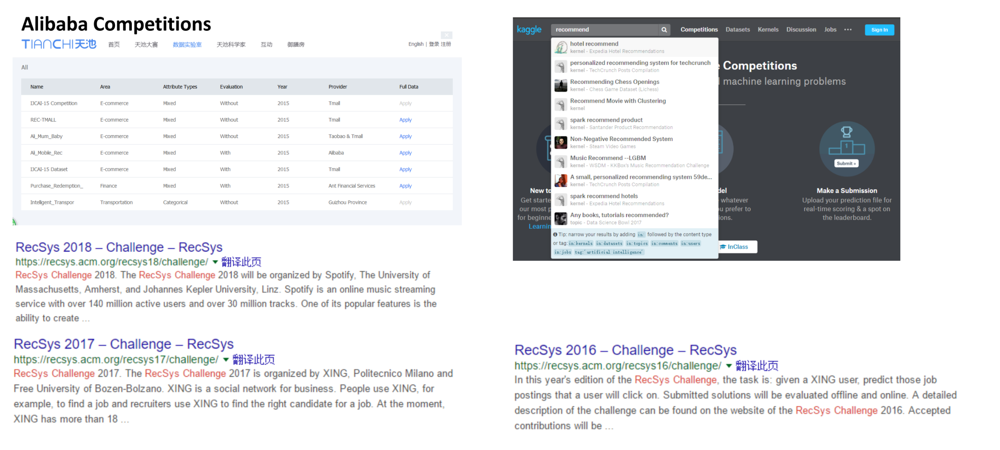 Alibaba Competitions
TIANCHI天池 首页 天池大赛 数据实验室 天池科学家 互动 御膳房 English | 登录 注册
All
Name Area Attribute Types Evaluation Year Provider Full Data
IJCAI-15 Competition E-commerce Mixed Without 2015 Tmall Apply
REC-TMALL E-commerce Mixed Without 2015 Tmall Apply
Ali_Mum_Baby E-commerce Mixed Without 2015 Taobao & Tmall Apply
Ali_Mobile_Rec E-commerce Mixed With 2015 Alibaba Apply
IJCAI-15 Dataset E-commerce Mixed With 2015 Tmall Apply
Purchase_Redemption_ Finance Mixed With 2015 Ant Financial Services Apply
Intelligent_Transpor Transportation Categorical Without 2015 Guizhou Province Apply
kaggle recommend Competitions Datasets Kernels Discussion Jobs ••• Sign In
hotel recommend
kernel - Expedia Hotel Recommendations
personalized recommending system for techcrunch
kernel - TechCrunch Posts Compilation
Recommending Chess Openings
kernel - Chess Game Dataset (Lichess)
Recommend Movie with Clustering
kernel
spark recommend product
kernel - Santander Product Recommendation
Non-Negative Recommended System
kernel - Steam Video Games
Music Recommend --LGBM
kernel - WSDM - KKBox's Music Recommendation Challenge
A small, personalized recommending system 59de...
kernel - TechCrunch Posts Compilation
spark recommend hotels
kernel - Expedia Hotel Recommendations
Any books, tutorials recommended?
topic - Data Science Bowl 2017
Tip: narrow your results by adding in: followed by the content type
or tag: in:kernels in:datasets in:topics in:comments in:users
in:jobs tag:'artificial intelligence'
Competitions
machine learning problems
New to
Get starte
our most p
for beginne
Learnin
del
whatever
u prefer to
ions.
1
Submit »
Make a Submission
Upload your prediction file for
real-time scoring & a spot on
the leaderboard.
InClass
RecSys 2018 – Challenge – RecSys
https://recsys.acm.org/recsys18/challenge/ ▾ 翻译此页
RecSys Challenge 2018. The RecSys Challenge 2018 will be organized by Spotify, The University of
Massachusetts, Amherst, and Johannes Kepler University, Linz. Spotify is an online music streaming
service with over 140 million active users and over 30 million tracks. One of its popular features is the
ability to create ...
RecSys 2017 – Challenge – RecSys
https://recsys.acm.org/recsys17/challenge/ ▾ 翻译此页
RecSys Challenge 2017. The RecSys Challenge 2017 is organized by XING, Politecnico Milano and
Free University of Bozen-Bolzano. XING is a social network for business. People use XING, for
example, to find a job and recruiters use XING to find the right candidate for a job. At the moment,
XING has more than 18 ...
RecSys 2016 – Challenge – RecSys
https://recsys.acm.org/recsys16/challenge/ ▾ 翻译此页
In this year's edition of the RecSys Challenge, the task is: given a XING user, predict those job
postings that a user will click on. Submitted solutions will be evaluated offline and online. A detailed
description of the challenge can be found on the website of the RecSys Challenge 2016. Accepted
contributions will be ...